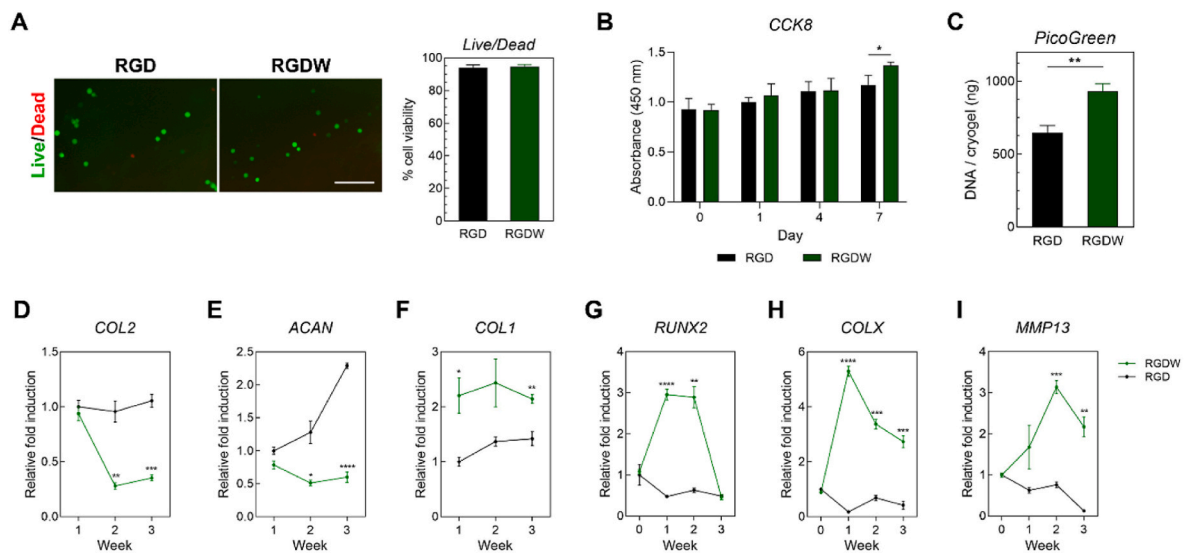 A
RGD
RGDW
Live/Dead
Live/Dead
% cell viability
100
80
60
40
20
0
RGD
RGDW
B
CCK8
Absorbance (450 nm)
1.5
1.0
0.5
0.0
0
1
4
7
*
Day
RGD
RGDW
C
PicoGreen
DNA / cryogel (ng)
1000
500
0
**
RGD
RGDW
D
COL2
Relative fold induction
1.5
1.0
0.5
0.0
**
***
1
2
3
Week
E
ACAN
Relative fold induction
2.5
2.0
1.5
1.0
0.5
0.0
*
****
1
2
3
Week
F
COL1
Relative fold induction
3
2
1
0
*
**
1
2
3
Week
G
RUNX2
Relative fold induction
4
3
2
1
0
****
**
0
1
2
3
Week
H
COLX
Relative fold induction
6
4
2
0
****
***
***
0
1
2
3
Week
I
MMP13
Relative fold induction
4
3
2
1
0
***
**
0
1
2
3
Week
RGDW
RGD